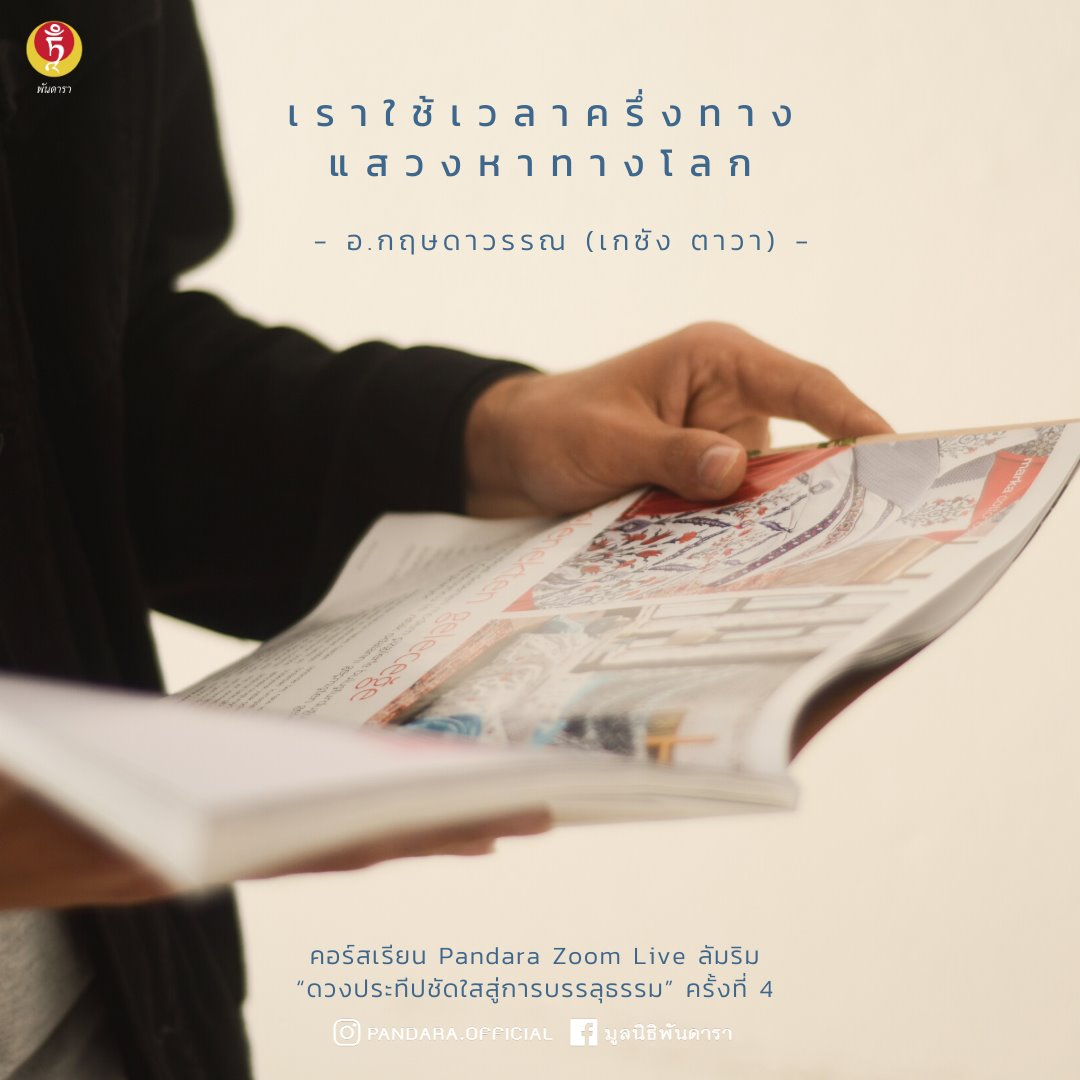 พันดารา
เราใช้เวลาครึ่งทาง
แสวงหาทางโลก
- อ.กฤษดาวรรณ (เกซัง ตาวา) -
marka
elenekten geleceğe
คอร์สเรียน Pandara Zoom Live ลัมริม
“ดวงประทีปชัดใสสู่การบรรลุธรรม” ครั้งที่ 4
PANDARA.OFFICIAL มูลนิธิพันดารา